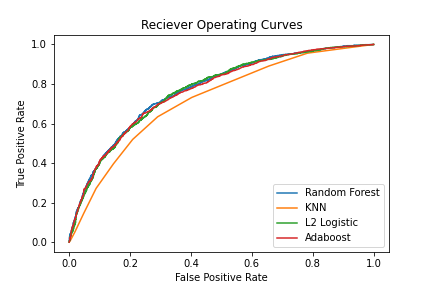 Reciever Operating Curves
True Positive Rate
1.0
0.8
0.6
0.4
0.2
0.0
Random Forest
KNN
L2 Logistic
Adaboost
0.0 0.2 0.4 0.6 0.8 1.0
False Positive Rate